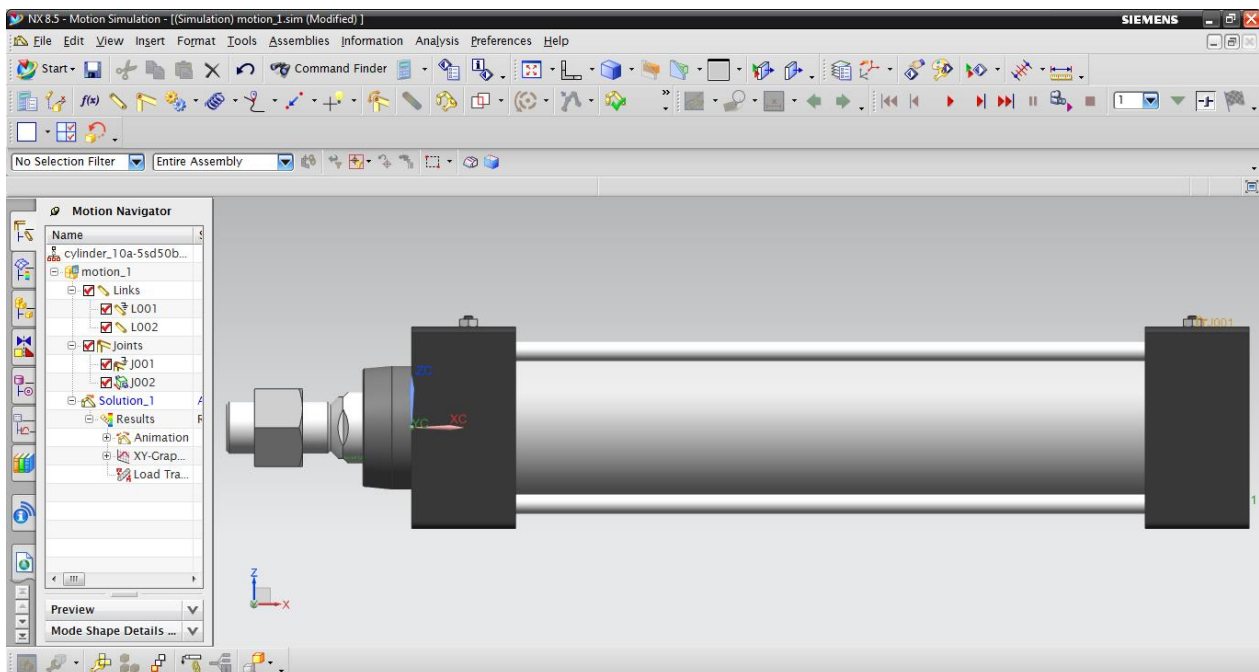 NX 8.5 - Motion Simulation - [(Simulation) motion_1.sim (Modified) ] SIEMENS
File Edit View Insert Format Tools Assemblies Information Analysis Preferences Help
Start Command Finder
f(x) 1
No Selection Filter Entire Assembly
Motion Navigator
Name S
cylinder_10a-5sd50b...
motion_1
Links
L001
L002
Joints
J001
J002
Solution_1 A
Results R
Animation
XY-Grap...
Load Tra...
Preview
Mode Shape Details ...
J001
ZC
YC XC
1
Z
X